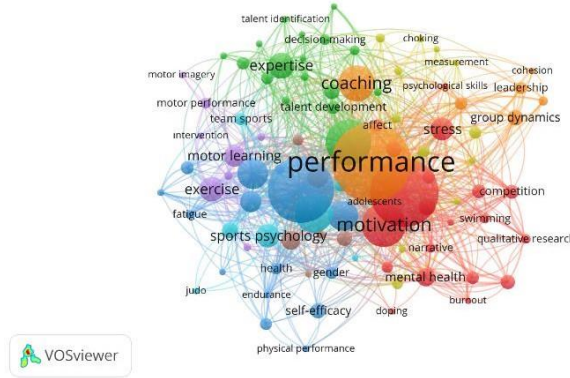 talent identification
decision-making
choking
expertise
measurement
cohesion
motor imagery
coaching
psychological skills
leadership
motor performance
talent development
team sports
affect
stress
group dynamics
intervention
motor learning
performance
exercise
adolescents
competition
fatigue
motivation
swimming
sports psychology
narrative
qualitative research
health
gender
mental health
judo
endurance
burnout
self-efficacy
doping
physical performance
VOSviewer